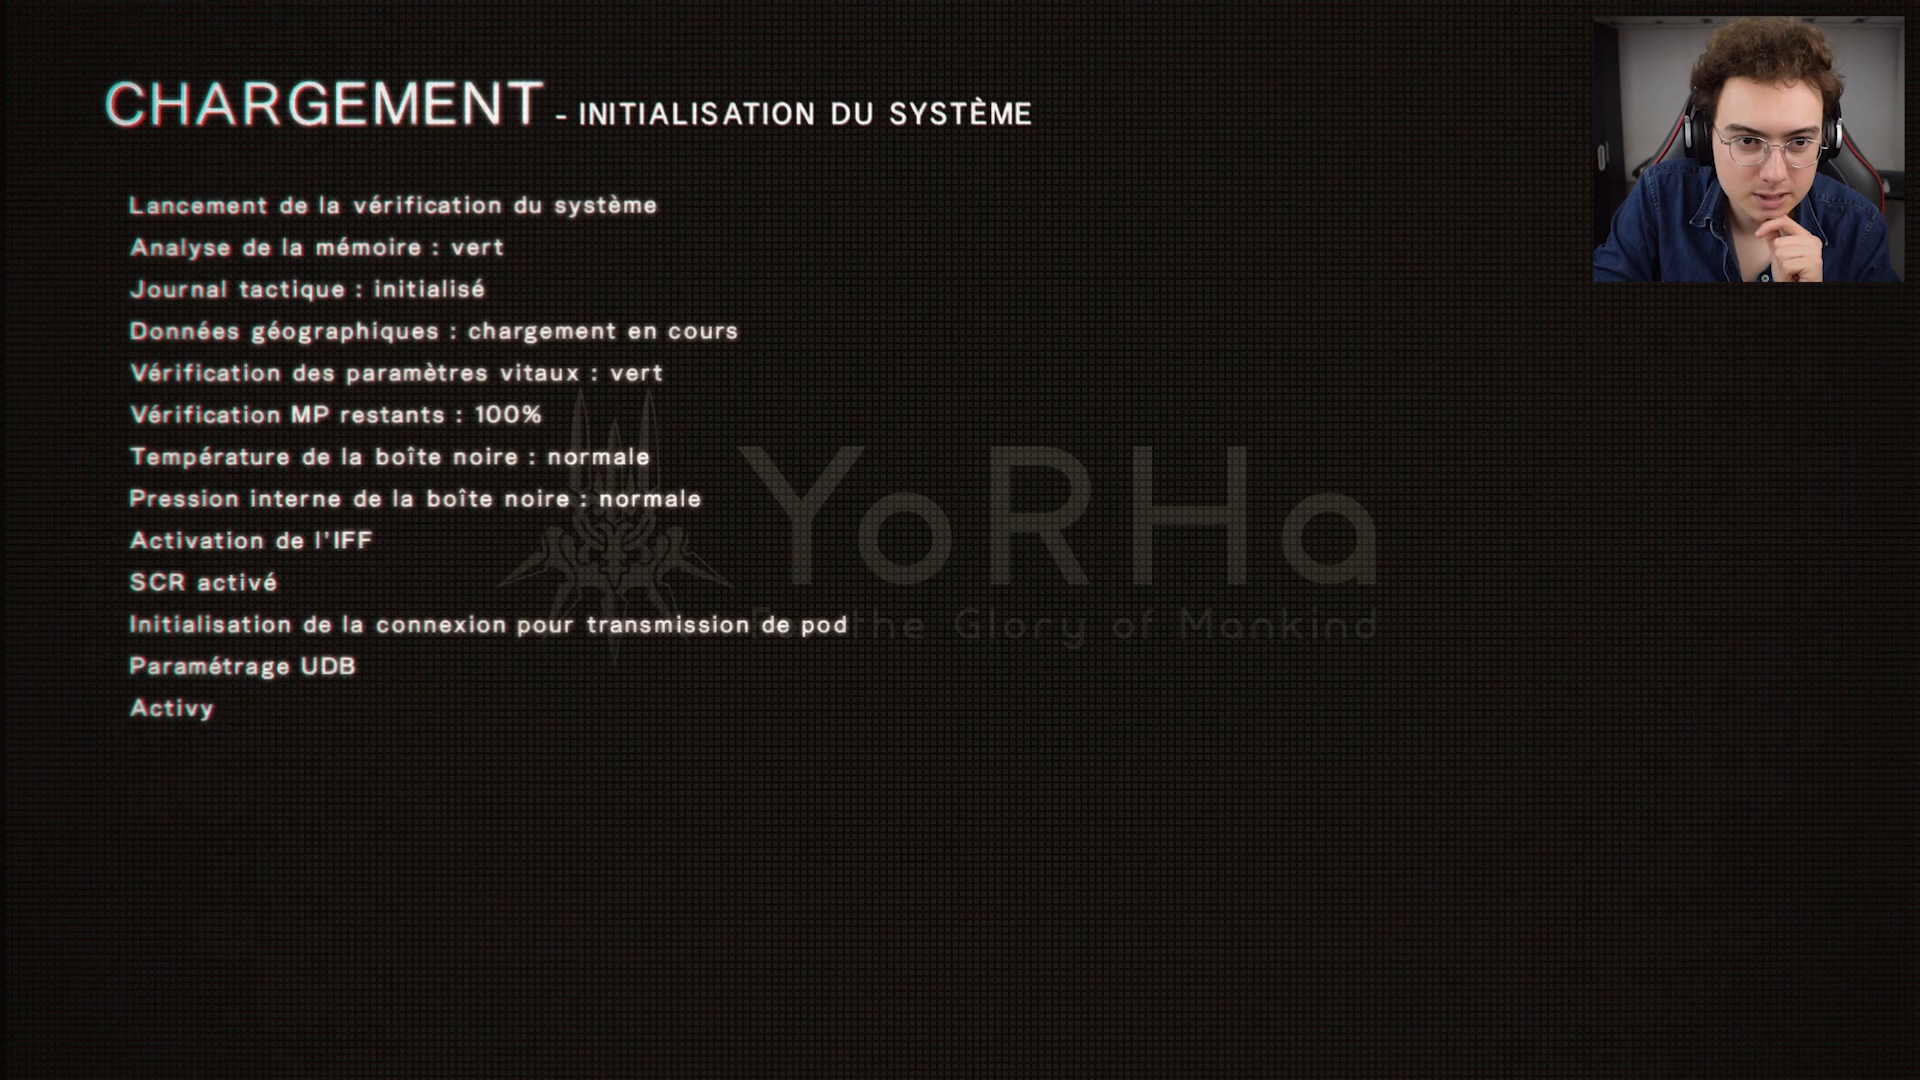 CHARGEMENT - INITIALISATION DU SYSTÈME
Lancement de la vérification du système
Analyse de la mémoire : vert
Journal tactique : initialisé
Données géographiques : chargement en cours
Vérification des paramètres vitaux : vert
Vérification MP restants : 100%
Température de la boîte noire : normale
Pression interne de la boîte noire : normale
Activation de l'IFF
SCR activé
Initialisation de la connexion pour transmission de pod
Paramétrage UDB
Activy
YoRHa
For the Glory of Mankind